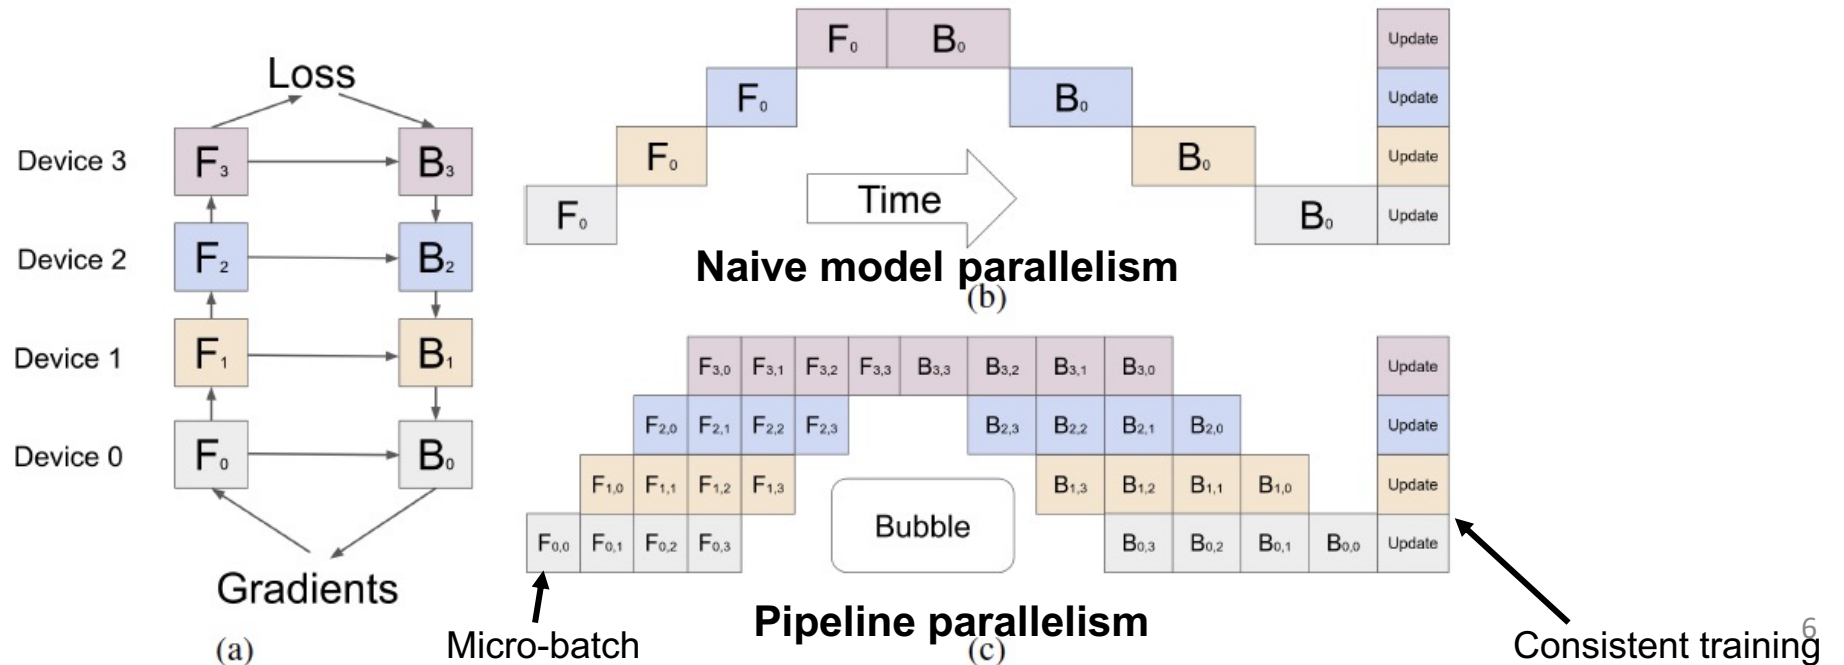 Loss
Device 3
F3
B3
Device 2
F2
B2
Device 1
F1
B1
Device 0
F0
B0
Gradients
(a)
F0 B0 Update
F0 B0 Update
F0 B0 Update
F0 B0 Update
Time
Naive model parallelism
(b)
F3,0 F3,1 F3,2 F3,3 B3,3 B3,2 B3,1 B3,0 Update
F2,0 F2,1 F2,2 F2,3 B2,3 B2,2 B2,1 B2,0 Update
F1,0 F1,1 F1,2 F1,3 B1,3 B1,2 B1,1 B1,0 Update
F0,0 F0,1 F0,2 F0,3 B0,3 B0,2 B0,1 B0,0 Update
Bubble
Micro-batch
Pipeline parallelism
(c)
Consistent training
6